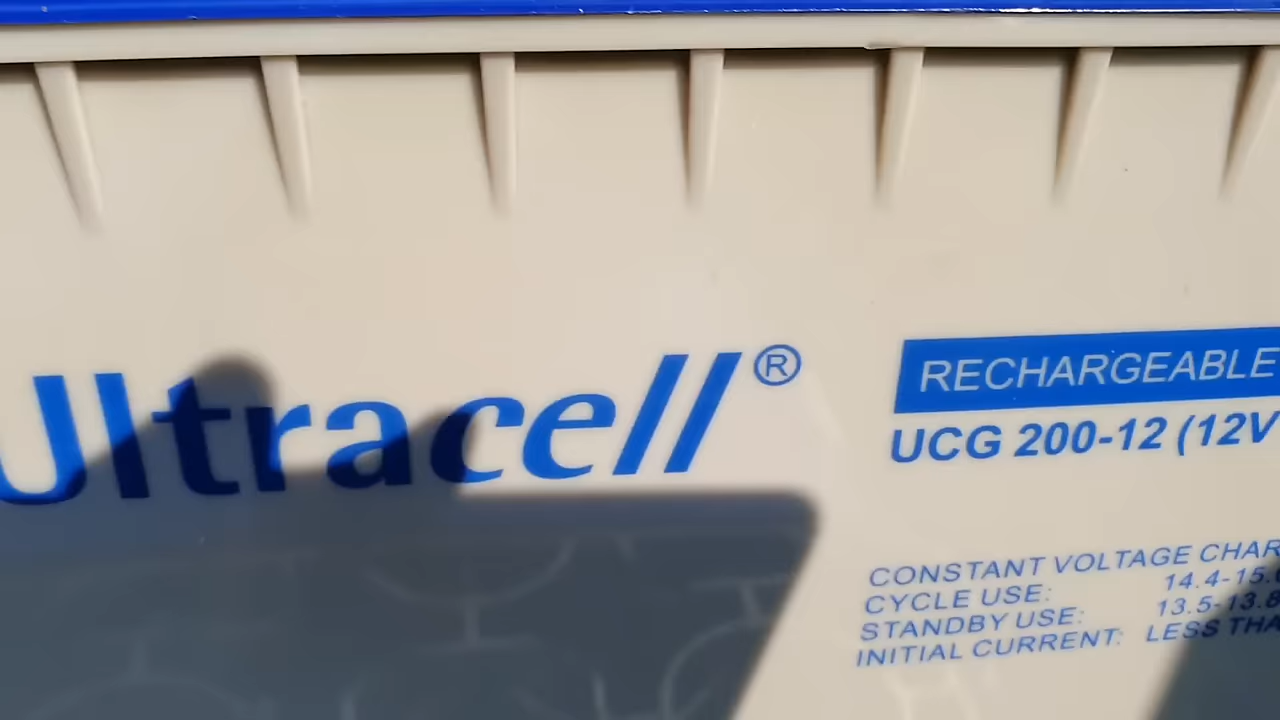 Ultracell®
RECHARGEABLE
UCG 200-12 (12V
CONSTANT VOLTAGE CHAR
CYCLE USE: 14.4-15.
STANDBY USE: 13.5-13.8
INITIAL CURRENT: LESS THA